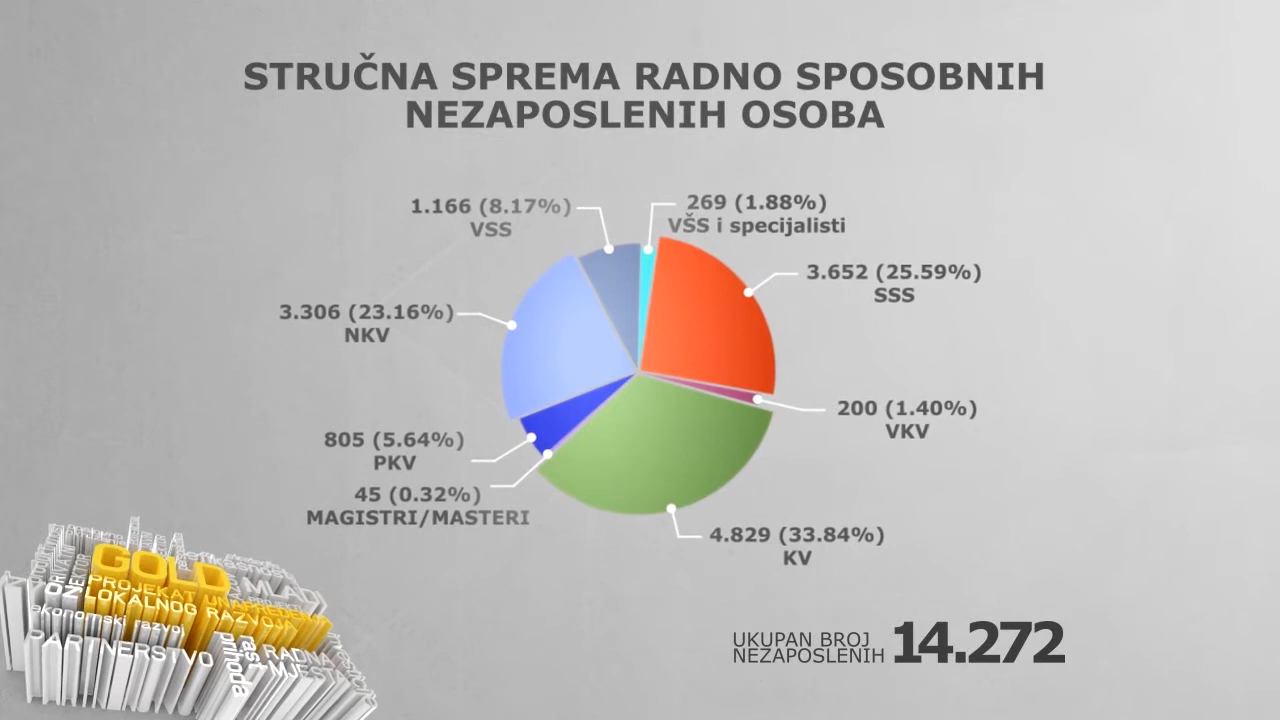 STRUČNA SPREMA RADNO SPOSOBNIH
NEZAPOSLENIH OSOBA
1.166 (8.17%)
VSS
269 (1.88%)
VŠS i specijalisti
3.652 (25.59%)
SSS
3.306 (23.16%)
NKV
200 (1.40%)
VKV
805 (5.64%)
PKV
45 (0.32%)
MAGISTRI/MASTERI
4.829 (33.84%)
KV
UKUPAN BROJ
NEZAPOSLENIH
14.272
GOLD
PROJEKAT
LOKALNOG RAZVOJA
ekonomski razvoj
PARTNERSTVO
rast
prihoda